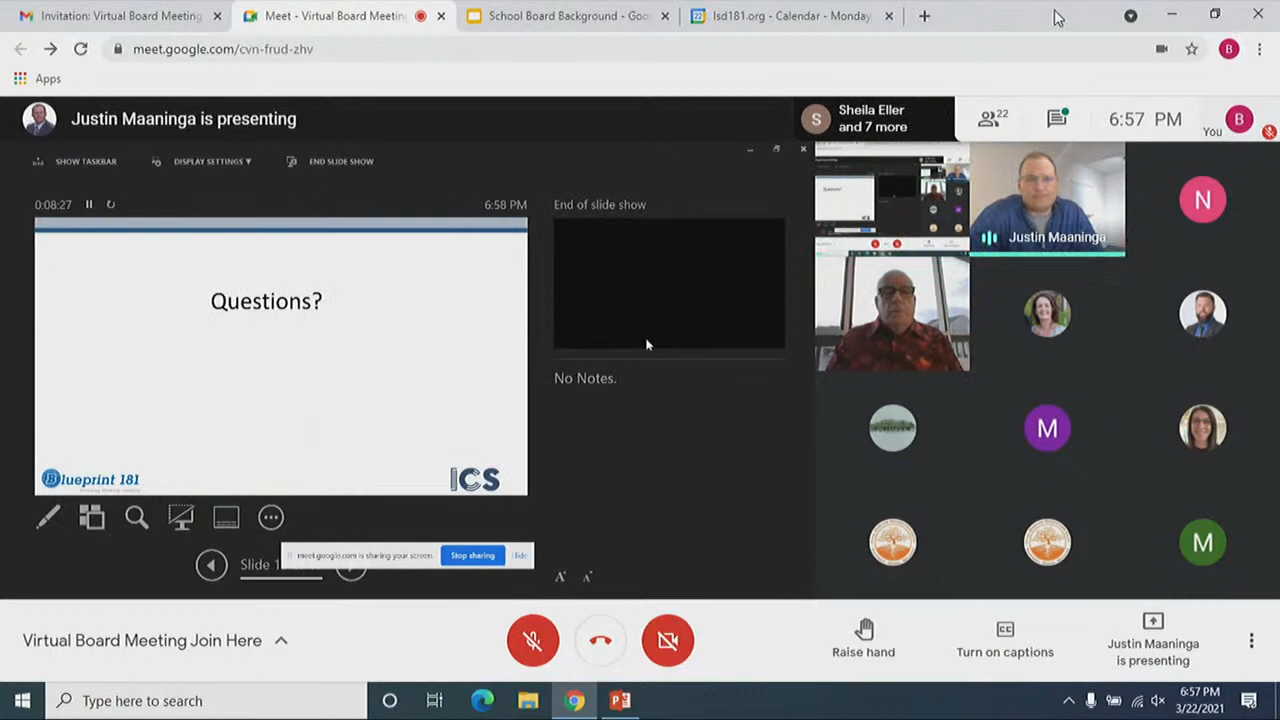 Invitation: Virtual Board Meeting
Meet - Virtual Board Meeting
School Board Background - Goo
lsd181.org - Calendar - Monday
meet.google.com/cvn-frud-zhv
B
Apps
Justin Maaninga is presenting
S
Sheila Eller
and 7 more
22
6:57 PM
You
B
SHOW TASKBAR
DISPLAY SETTINGS
END SLIDE SHOW
0:08:27
6:58 PM
End of slide show
Questions?
No Notes.
Blueprint 181
ICS
Justin Maaninga
N
M
M
meet.google.com is sharing your screen
Stop sharing
Hide
Slide 1
A
A
Virtual Board Meeting Join Here
Raise hand
CC
Turn on captions
Justin Maaninga
is presenting
Type here to search
6:57 PM
3/22/2021